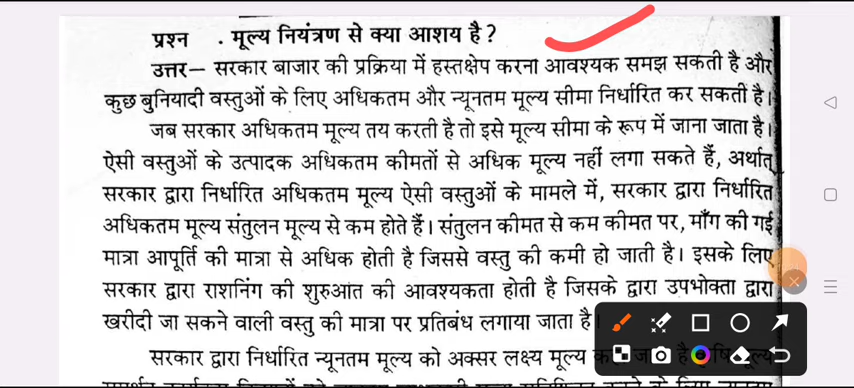 प्रश्न . मूल्य नियंत्रण से क्या आशय है?
उत्तर— सरकार बाजार की प्रक्रिया में हस्तक्षेप करना आवश्यक समझ सकती है और
कुछ बुनियादी वस्तुओं के लिए अधिकतम और न्यूनतम मूल्य सीमा निर्धारित कर सकती है।
जब सरकार अधिकतम मूल्य तय करती है तो इसे मूल्य सीमा के रूप में जाना जाता है।
ऐसी वस्तुओं के उत्पादक अधिकतम कीमतों से अधिक मूल्य नहीं लगा सकते हैं, अर्थात्
सरकार द्वारा निर्धारित अधिकतम मूल्य ऐसी वस्तुओं के मामले में, सरकार द्वारा निर्धारित
अधिकतम मूल्य संतुलन मूल्य से कम होते हैं। संतुलन कीमत से कम कीमत पर, माँग की गई
मात्रा आपूर्ति की मात्रा से अधिक होती है जिससे वस्तु की कमी हो जाती है। इसके लिए
सरकार द्वारा राशनिंग की शुरुआत की आवश्यकता होती है जिसके द्वारा उपभोक्ता द्वारा
खरीदी जा सकने वाली वस्तु की मात्रा पर प्रतिबंध लगाया जाता है।
सरकार द्वारा निर्धारित न्यूनतम मूल्य को अक्सर लक्ष्य मूल्य